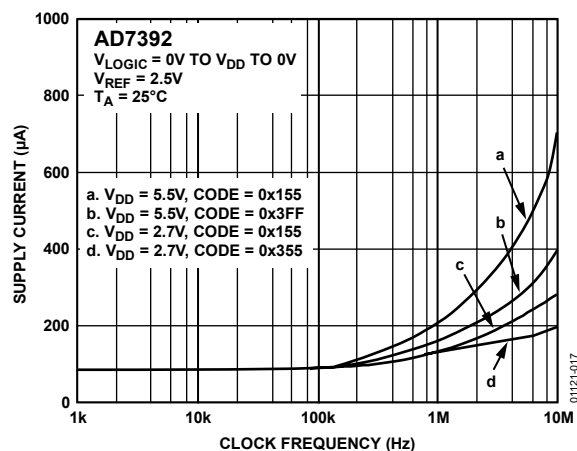 1000
800
600
400
200
0
SUPPLY CURRENT (µA)
AD7392
VLOGIC = 0V TO VDD TO 0V
VREF = 2.5V
TA = 25°C
a. VDD = 5.5V, CODE = 0x155
b. VDD = 5.5V, CODE = 0x3FF
c. VDD = 2.7V, CODE = 0x155
d. VDD = 2.7V, CODE = 0x355
a
b
c
d
1k 10k 100k 1M 10M
CLOCK FREQUENCY (Hz)
01121-017